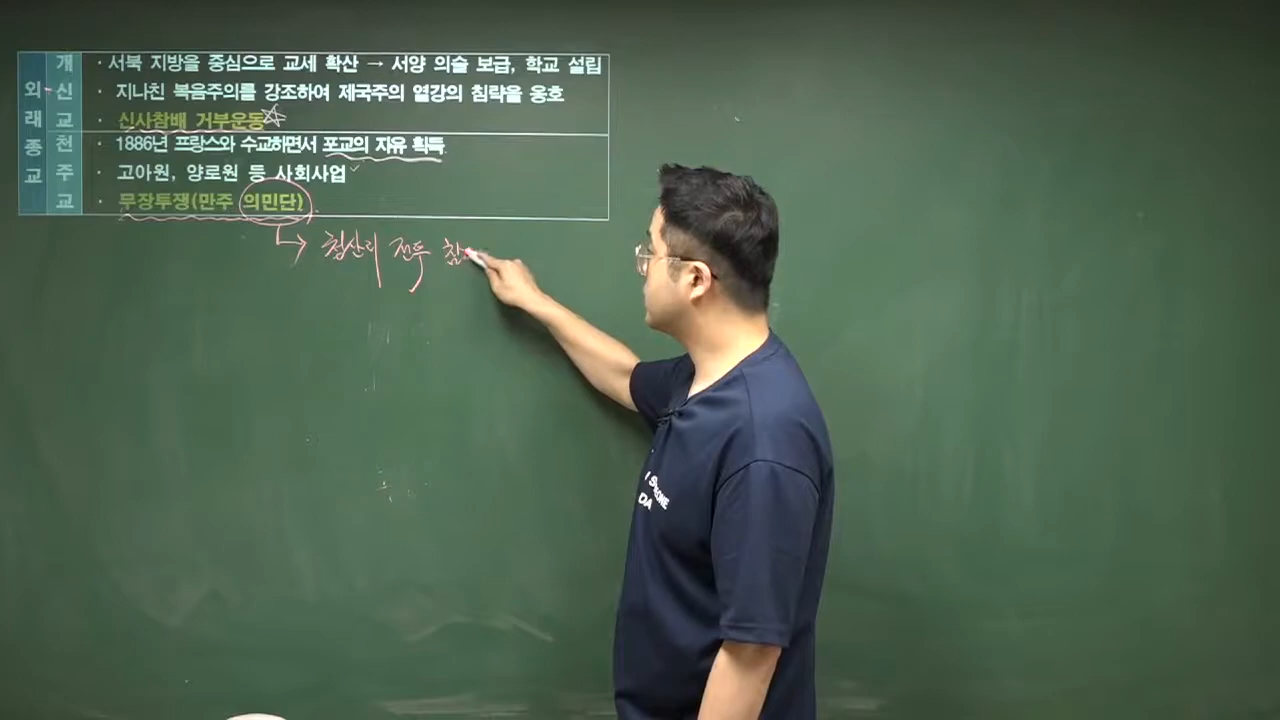 외래종교
개신교
· 서북 지방을 중심으로 교세 확산 → 서양 의술 보급, 학교 설립
· 지나친 복음주의를 강조하여 제국주의 열강의 침략을 옹호
· 신사참배 거부운동☆
천주교
· 1886년 프랑스와 수교하면서 포교의 자유 획득
· 고아원, 양로원 등 사회사업
· 무장투쟁(만주 의민단)
→ 청산리 전투 참